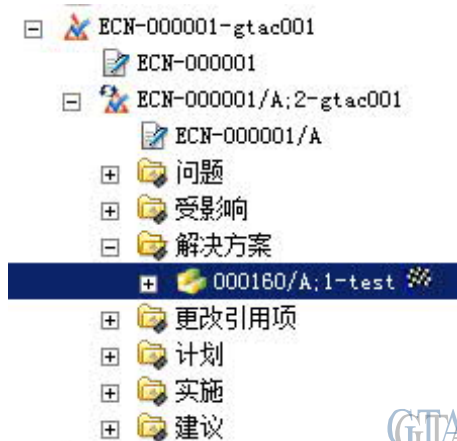 ECN-000001-gtac001
ECN-000001
ECN-000001/A;2-gtac001
ECN-000001/A
问题
受影响
解决方案
000160/A;1-test
更改引用项
计划
实施
建议
GTA